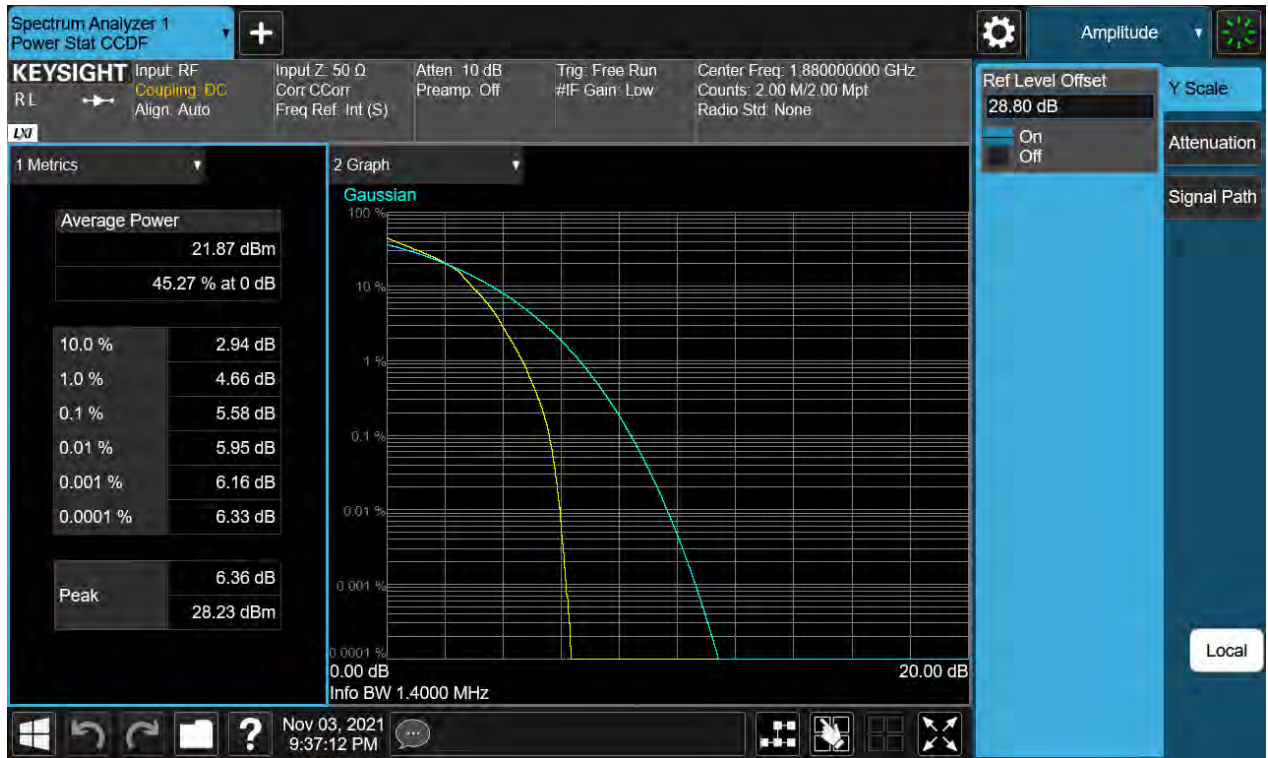 Spectrum Analyzer 1
Power Stat CCDF
+
Amplitude
KEYSIGHT
RL
LXI
Input: RF
Coupling: DC
Align: Auto
Input Z: 50 Ω
Corr CCorr
Freq Ref: Int (S)
Atten: 10 dB
Preamp: Off
Trig: Free Run
#IF Gain: Low
Center Freq: 1.880000000 GHz
Counts: 2.00 M/2.00 Mpt
Radio Std: None
Ref Level Offset
28.80 dB
On
Off
Y Scale
Attenuation
Signal Path
Local
1 Metrics
Average Power
21.87 dBm
45.27 % at 0 dB
10.0 % 2.94 dB
1.0 % 4.66 dB
0.1 % 5.58 dB
0.01 % 5.95 dB
0.001 % 6.16 dB
0.0001 % 6.33 dB
Peak
6.36 dB
28.23 dBm
2 Graph
Gaussian
100 %
10 %
1 %
0.1 %
0.01 %
0.001 %
0.0001 %
0.00 dB 20.00 dB
Info BW 1.4000 MHz
?
Nov 03, 2021
9:37:12 PM